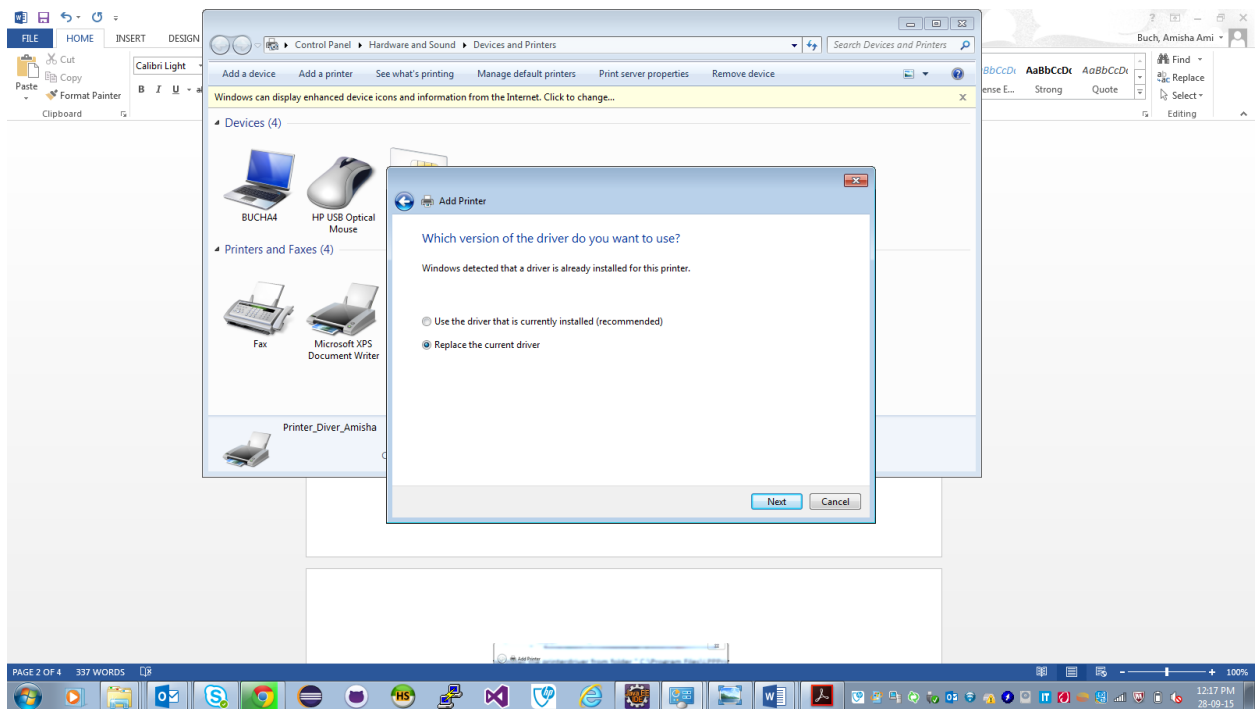 FILE HOME INSERT DESIGN
Buch, Amisha Ami
Cut
Copy
Format Painter
Paste
Clipboard
Calibri Light
B I U
Control Panel Hardware and Sound Devices and Printers
Search Devices and Printers
Add a device Add a printer See what's printing Manage default printers Print server properties Remove device
Windows can display enhanced device icons and information from the Internet. Click to change...
AaBbCcDc AaBbCcDc
Strong Quote
Find
Replace
Select
Editing
Devices (4)
BUCHA4
HP USB Optical
Mouse
Printers and Faxes (4)
Fax
Microsoft XPS
Document Writer
Printer_Diver_Amisha
Add Printer
Which version of the driver do you want to use?
Windows detected that a driver is already installed for this printer.
Use the driver that is currently installed (recommended)
Replace the current driver
Next Cancel
PAGE 2 OF 4 337 WORDS
100%
HS
12:17 PM
28-09-15